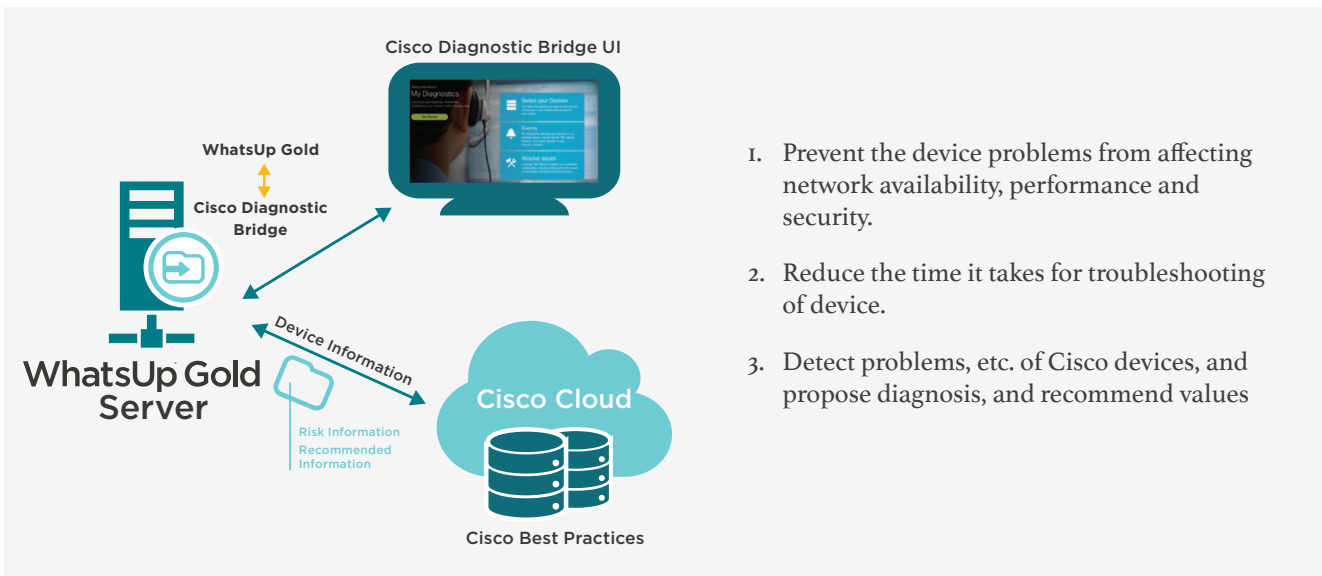 Cisco Diagnostic Bridge UI
My Diagnostics
Select your Devices
Events
Resolve Issues
WhatsUp Gold
Cisco Diagnostic
Bridge
WhatsUp Gold
Server
Device Information
Risk Information
Recommended
Information
Cisco Cloud
Cisco Best Practices
1. Prevent the device problems from affecting
network availability, performance and
security.
2. Reduce the time it takes for troubleshooting
of device.
3. Detect problems, etc. of Cisco devices, and
propose diagnosis, and recommend values